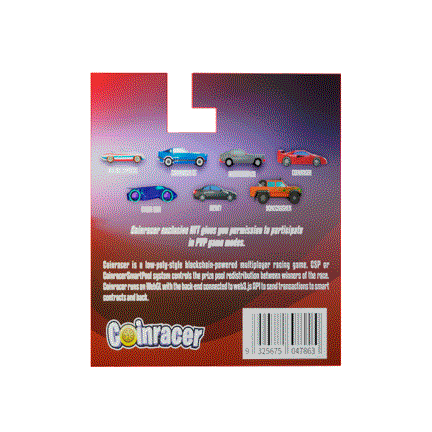 Coinracer exclusive NFT gives you permission to participate
in PVP game modes.
Coinracer is a low-poly-style blockchain-powered multiplayer racing game. CSP or
CoinracerSmartPool system controls the prize pool redistribution between winners of the race.
Coinracer runs on WebGL with the back-end connected to web3.js API to send transactions to smart
contracts and back.
Coinracer
9 325675 047863